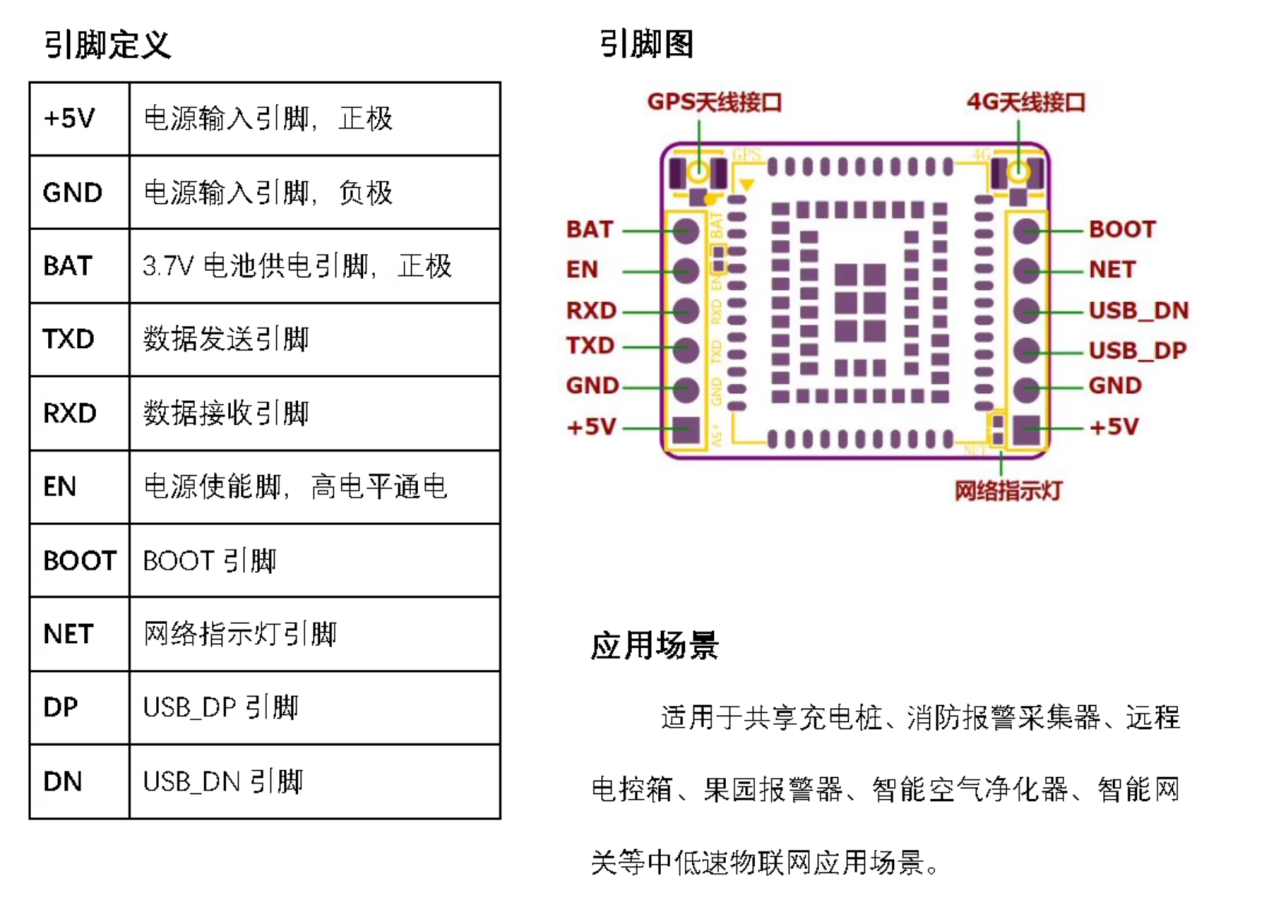 引脚定义
+5V 电源输入引脚，正极
GND 电源输入引脚，负极
BAT 3.7V 电池供电引脚，正极
TXD 数据发送引脚
RXD 数据接收引脚
EN 电源使能脚，高电平通电
BOOT BOOT 引脚
NET 网络指示灯引脚
DP USB_DP 引脚
DN USB_DN 引脚
引脚图
GPS天线接口
4G天线接口
GPS
4G
BAT
EN
RXD
TXD
GND
+5V
BAT
EN
RXD
TXD
GND
+5V
BOOT
NET
USB_DN
USB_DP
GND
+5V
NET
网络指示灯
应用场景
适用于共享充电桩、消防报警采集器、远程
电控箱、果园报警器、智能空气净化器、智能网
关等中低速物联网应用场景。